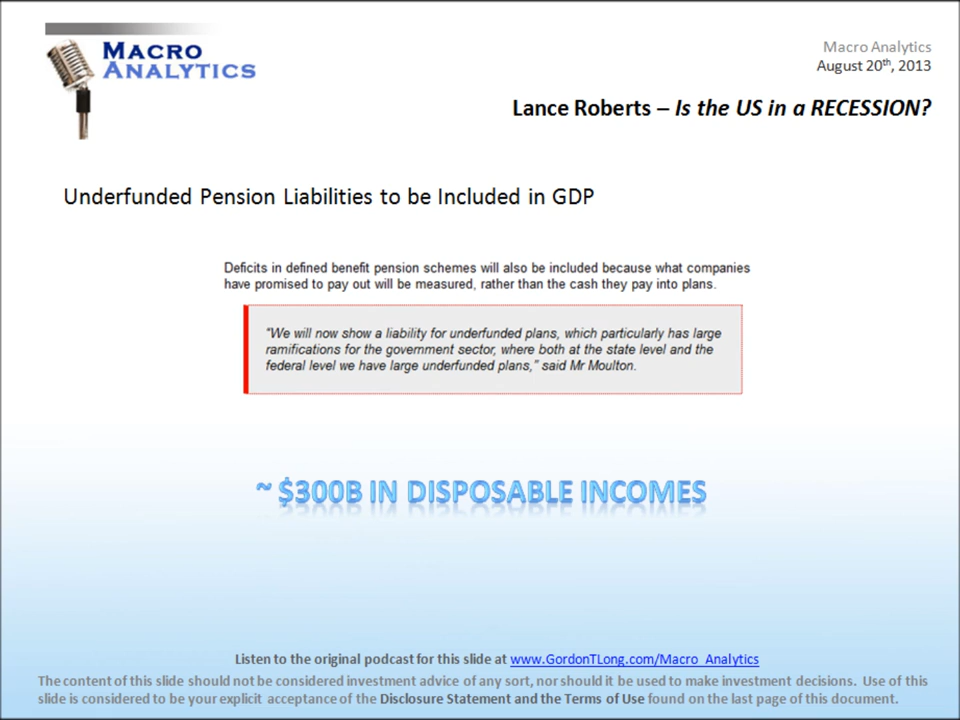 MACRO
ANALYTICS
Macro Analytics
August 20th, 2013
Lance Roberts – Is the US in a RECESSION?
Underfunded Pension Liabilities to be Included in GDP
Deficits in defined benefit pension schemes will also be included because what companies
have promised to pay out will be measured, rather than the cash they pay into plans.
"We will now show a liability for underfunded plans, which particularly has large
ramifications for the government sector, where both at the state level and the
federal level we have large underfunded plans," said Mr Moulton.
~ $300B IN DISPOSABLE INCOMES
Listen to the original podcast for this slide at www.GordonTLong.com/Macro_Analytics
The content of this slide should not be considered investment advice of any sort, nor should it be used to make investment decisions. Use of this
slide is considered to be your explicit acceptance of the Disclosure Statement and the Terms of Use found on the last page of this document.